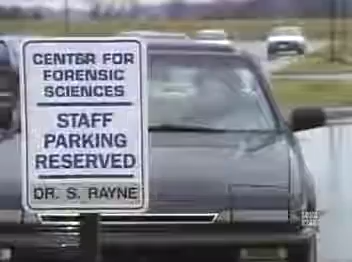 CENTER FOR
FORENSIC
SCIENCES
STAFF
PARKING
RESERVED
DR. S. RAYNE